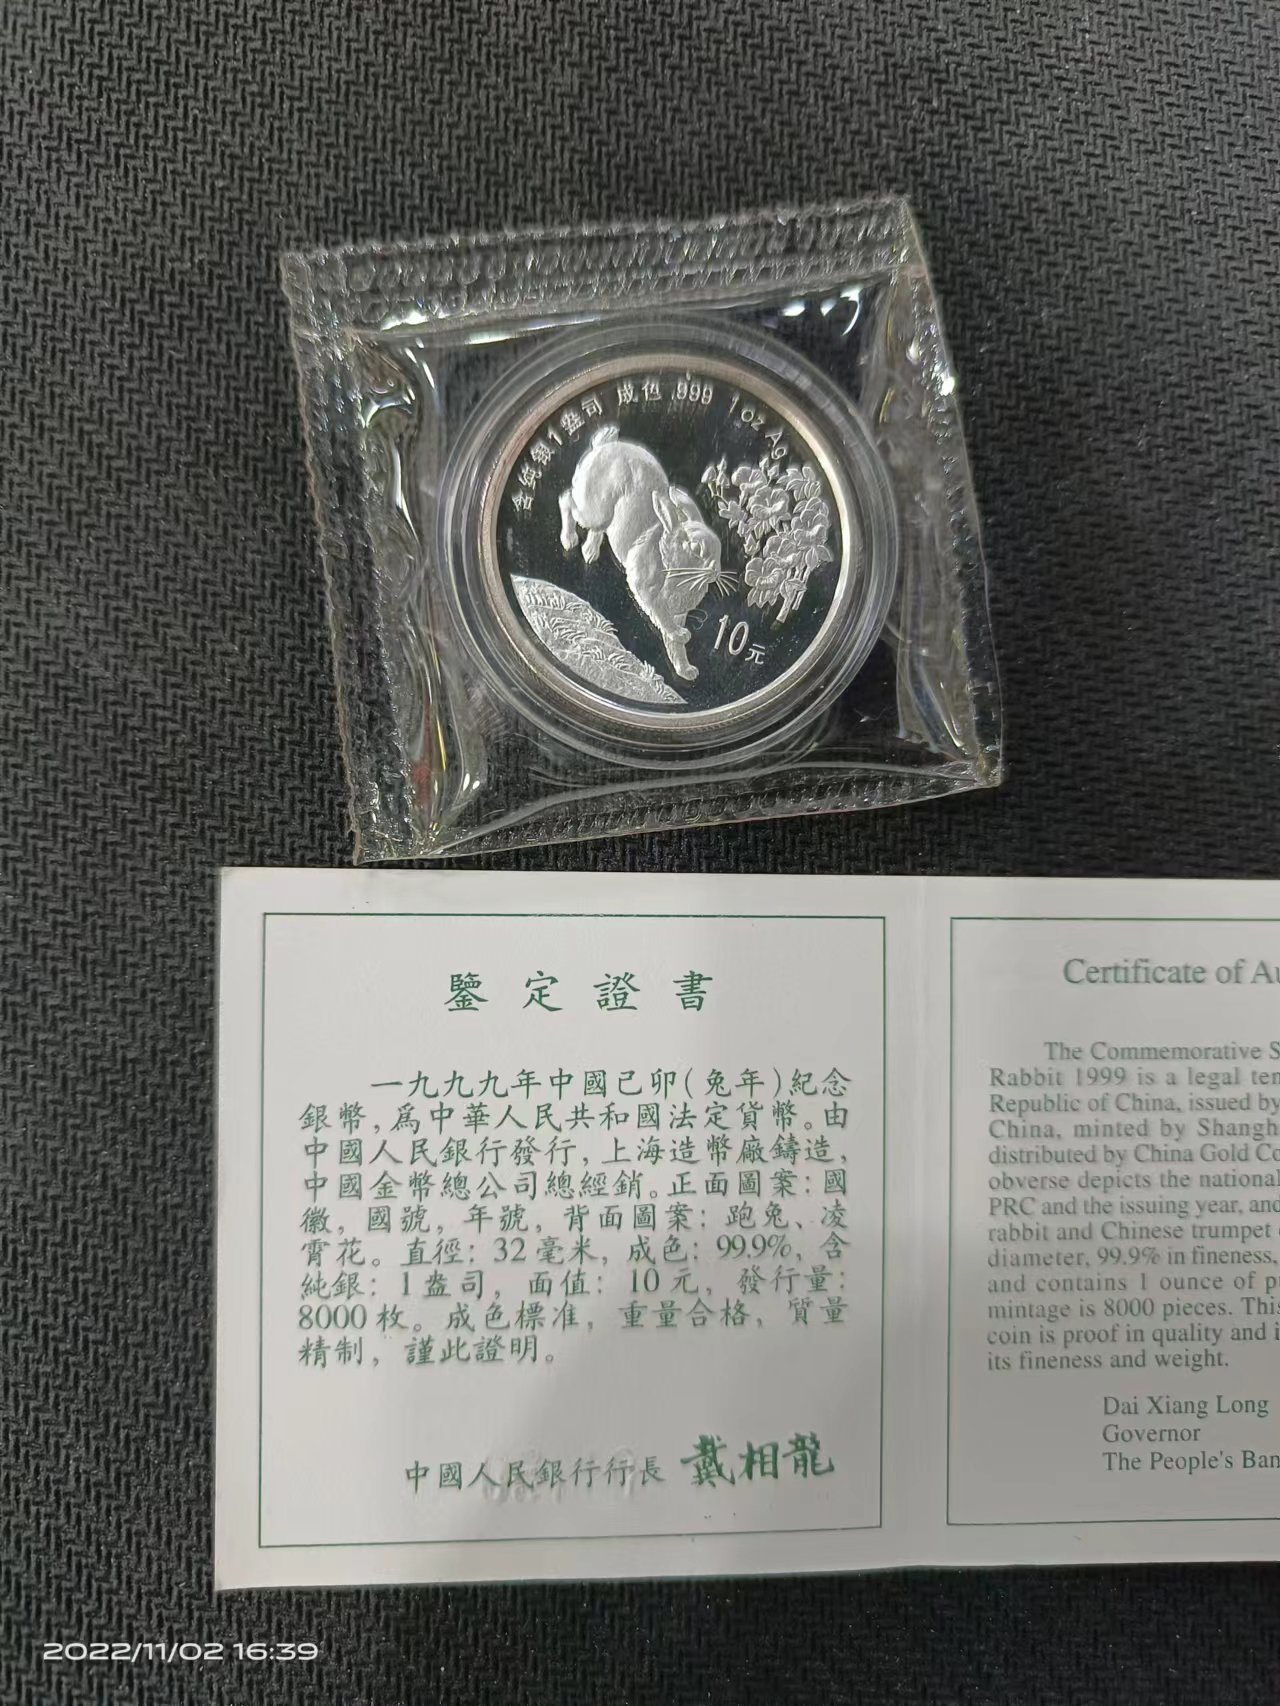 含纯银1盎司 成色.999 1oz Ag
10元
鑒定證書
一九九九年中國己卯(兔年)紀念
銀幣,爲中華人民共和國法定貨幣。由
中國人民銀行發行,上海造幣廠鑄造,
中國金幣總公司總經銷。正面圖案:國
徽,國號,年號,背面圖案:跑兔、凌
霄花。直徑:32毫米,成色:99.9%,含
純銀:1盎司,面值:10元,發行量:
8000枚。成色標准,重量合格,質量
精制,謹此證明。
中國人民銀行行長 戴相龍
Certificate of Au
The Commemorative S
Rabbit 1999 is a legal ten
Republic of China, issued by
China, minted by Shangh
distributed by China Gold Co
obverse depicts the national
PRC and the issuing year, and
rabbit and Chinese trumpet
diameter, 99.9% in fineness,
and contains 1 ounce of p
mintage is 8000 pieces. This
coin is proof in quality and i
its fineness and weight.
Dai Xiang Long
Governor
The People's Ban
2022/11/02 16:39